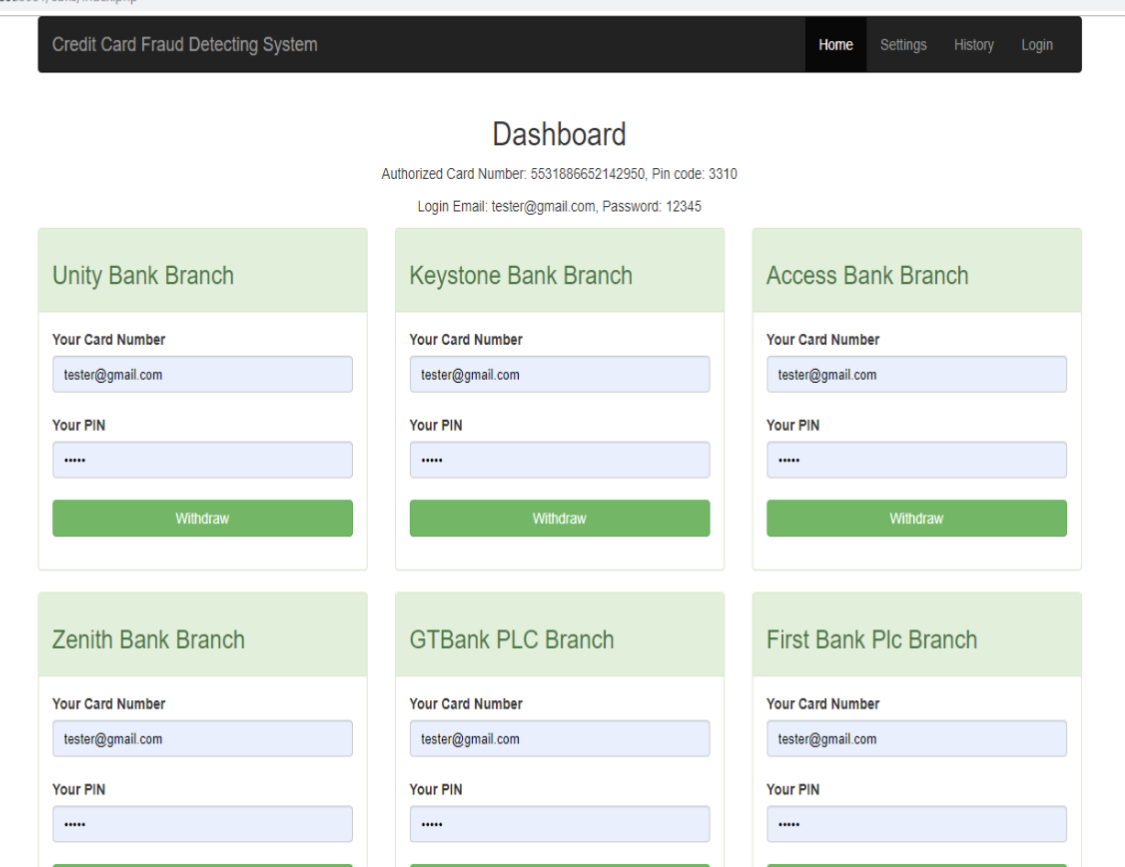 Credit Card Fraud Detecting System Home Settings History Login
Dashboard
Authorized Card Number: 5531886652142950, Pin code: 3310
Login Email: tester@gmail.com, Password: 12345
Unity Bank Branch Keystone Bank Branch Access Bank Branch
Your Card Number Your Card Number Your Card Number
tester@gmail.com tester@gmail.com tester@gmail.com
Your PIN Your PIN Your PIN
••••• ••••• •••••
Withdraw Withdraw Withdraw
Zenith Bank Branch GTBank PLC Branch First Bank Plc Branch
Your Card Number Your Card Number Your Card Number
tester@gmail.com tester@gmail.com tester@gmail.com
Your PIN Your PIN Your PIN
••••• ••••• •••••